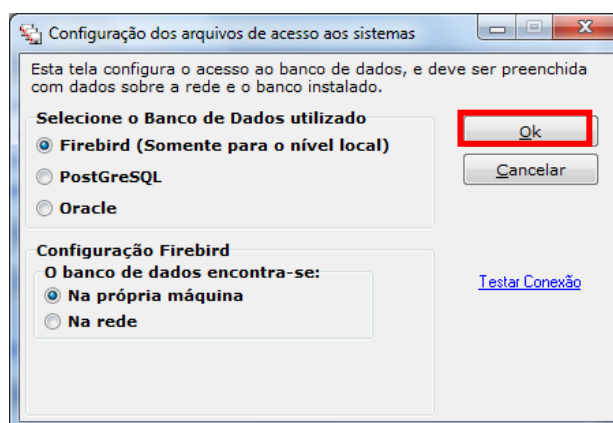 Configuração dos arquivos de acesso aos sistemas
Esta tela configura o acesso ao banco de dados, e deve ser preenchida
com dados sobre a rede e o banco instalado.
Selecione o Banco de Dados utilizado
Firebird (Somente para o nível local)
PostGreSQL
Oracle
Ok
Cancelar
Configuração Firebird
O banco de dados encontra-se:
Na própria máquina
Na rede
Testar Conexão